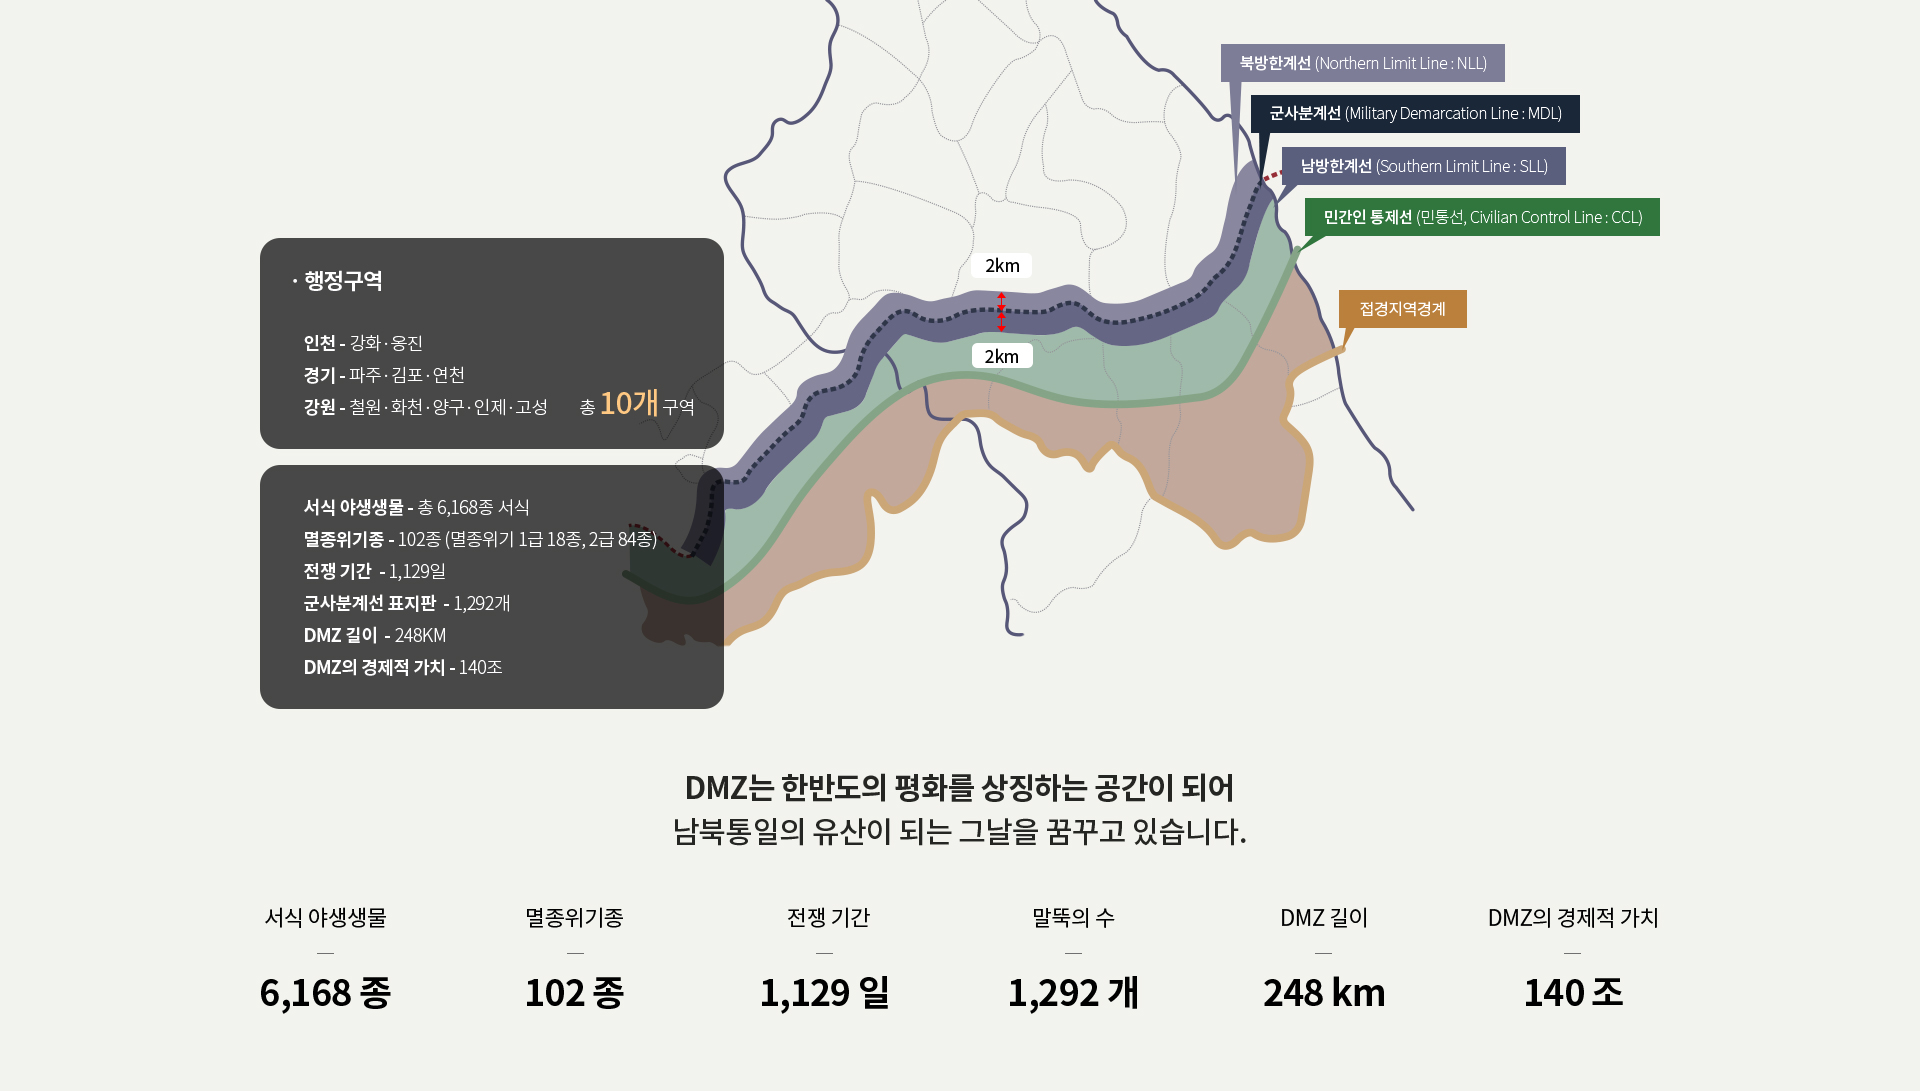 북방한계선 (Northern Limit Line : NLL)
군사분계선 (Military Demarcation Line : MDL)
남방한계선 (Southern Limit Line : SLL)
민간인 통제선 (민통선, Civilian Control Line : CCL)
접경지역경계
2km
2km
· 행정구역
인천 - 강화 · 옹진
경기 - 파주 · 김포 · 연천
강원 - 철원 · 화천 · 양구 · 인제 · 고성 총 10개 구역
서식 야생생물 - 총 6,168종 서식
멸종위기종 - 102종 (멸종위기 1급 18종, 2급 84종)
전쟁 기간 - 1,129일
군사분계선 표지판 - 1,292개
DMZ 길이 - 248KM
DMZ의 경제적 가치 - 140조
DMZ는 한반도의 평화를 상징하는 공간이 되어
남북통일의 유산이 되는 그날을 꿈꾸고 있습니다.
서식 야생생물
6,168 종
멸종위기종
102 종
전쟁 기간
1,129 일
말뚝의 수
1,292 개
DMZ 길이
248 km
DMZ의 경제적 가치
140 조